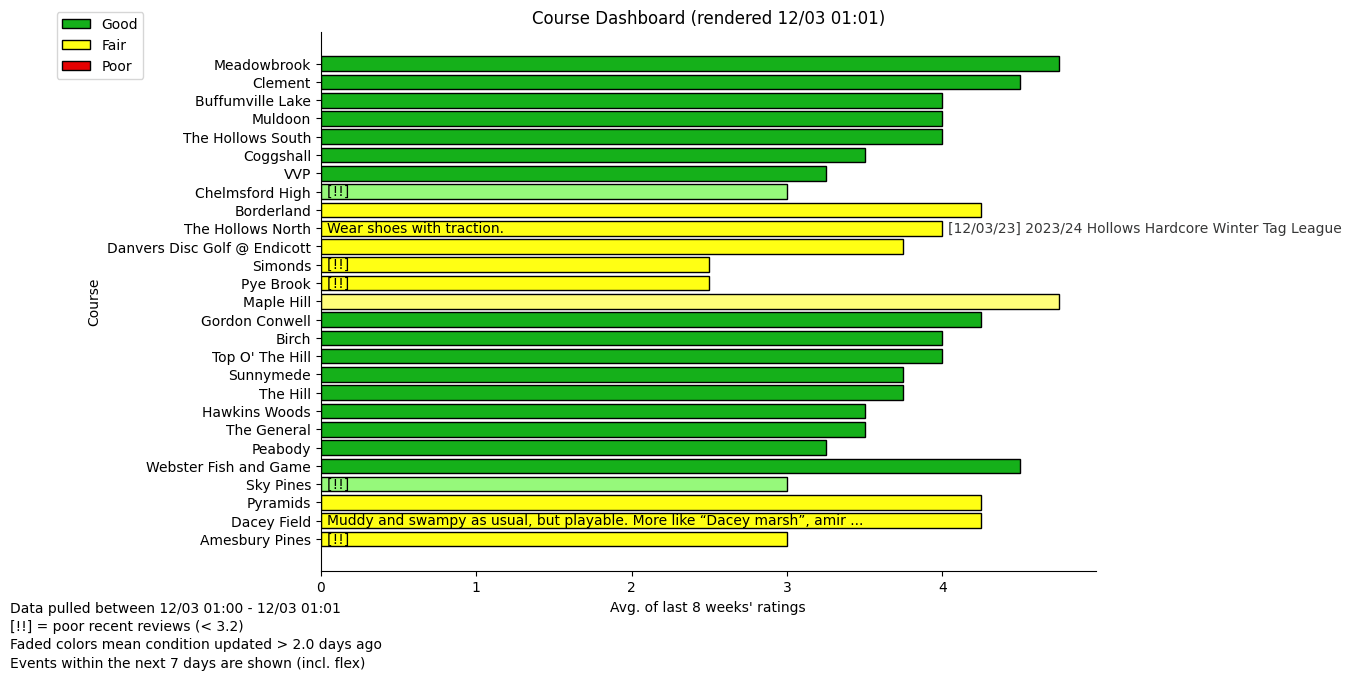 Course Dashboard (rendered 12/03 01:01)
Good
Fair
Poor
Course
Meadowbrook
Clement
Buffumville Lake
Muldoon
The Hollows South
Coggshall
VVP
Chelmsford High [!!]
Borderland
The Hollows North Wear shoes with traction. [12/03/23] 2023/24 Hollows Hardcore Winter Tag League
Danvers Disc Golf @ Endicott
Simonds [!!]
Pye Brook [!!]
Maple Hill
Gordon Conwell
Birch
Top O' The Hill
Sunnymede
The Hill
Hawkins Woods
The General
Peabody
Webster Fish and Game
Sky Pines [!!]
Pyramids
Dacey Field Muddy and swampy as usual, but playable. More like “Dacey marsh”, amir ...
Amesbury Pines [!!]
0 1 2 3 4
Avg. of last 8 weeks' ratings
Data pulled between 12/03 01:00 - 12/03 01:01
[!!] = poor recent reviews (< 3.2)
Faded colors mean condition updated > 2.0 days ago
Events within the next 7 days are shown (incl. flex)